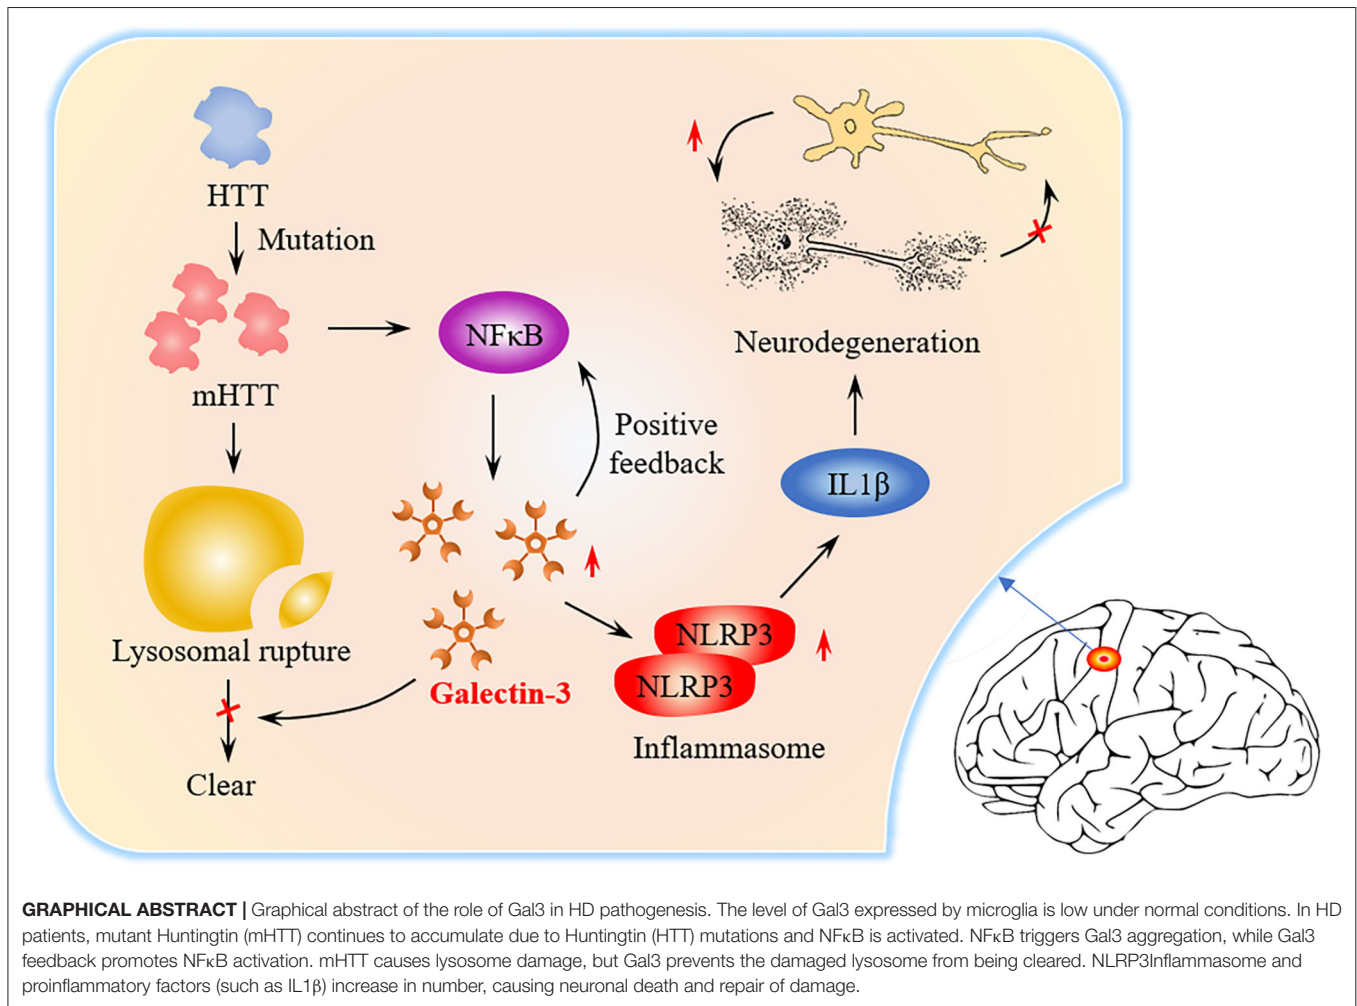 HTT
Mutation
mHTT
NFκB
Positive
feedback
Neurodegeneration
IL1β
Lysosomal rupture
Galectin-3
NLRP3
NLRP3
Inflammasome
Clear
GRAPHICAL ABSTRACT | Graphical abstract of the role of Gal3 in HD pathogenesis. The level of Gal3 expressed by microglia is low under normal conditions. In HD
patients, mutant Huntingtin (mHTT) continues to accumulate due to Huntingtin (HTT) mutations and NFκB is activated. NFκB triggers Gal3 aggregation, while Gal3
feedback promotes NFκB activation. mHTT causes lysosome damage, but Gal3 prevents the damaged lysosome from being cleared. NLRP3Inflammasome and
proinflammatory factors (such as IL1β) increase in number, causing neuronal death and repair of damage.